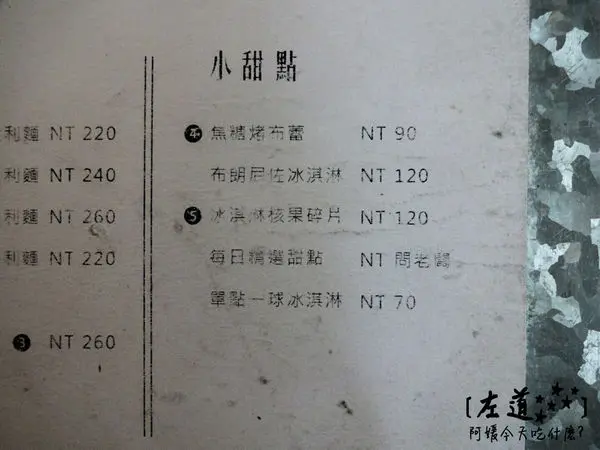 小甜點
利麵 NT 220
利麵 NT 240
利麵 NT 260
利麵 NT 220
3 NT 260
焦糖烤布蕾 NT 90
布朗尼佐冰淇淋 NT 120
5 冰淇淋核果碎片 NT 120
每日精選甜點 NT 問老闆
單點一球冰淇淋 NT 70
[左道]
阿嬡今天吃什麼?